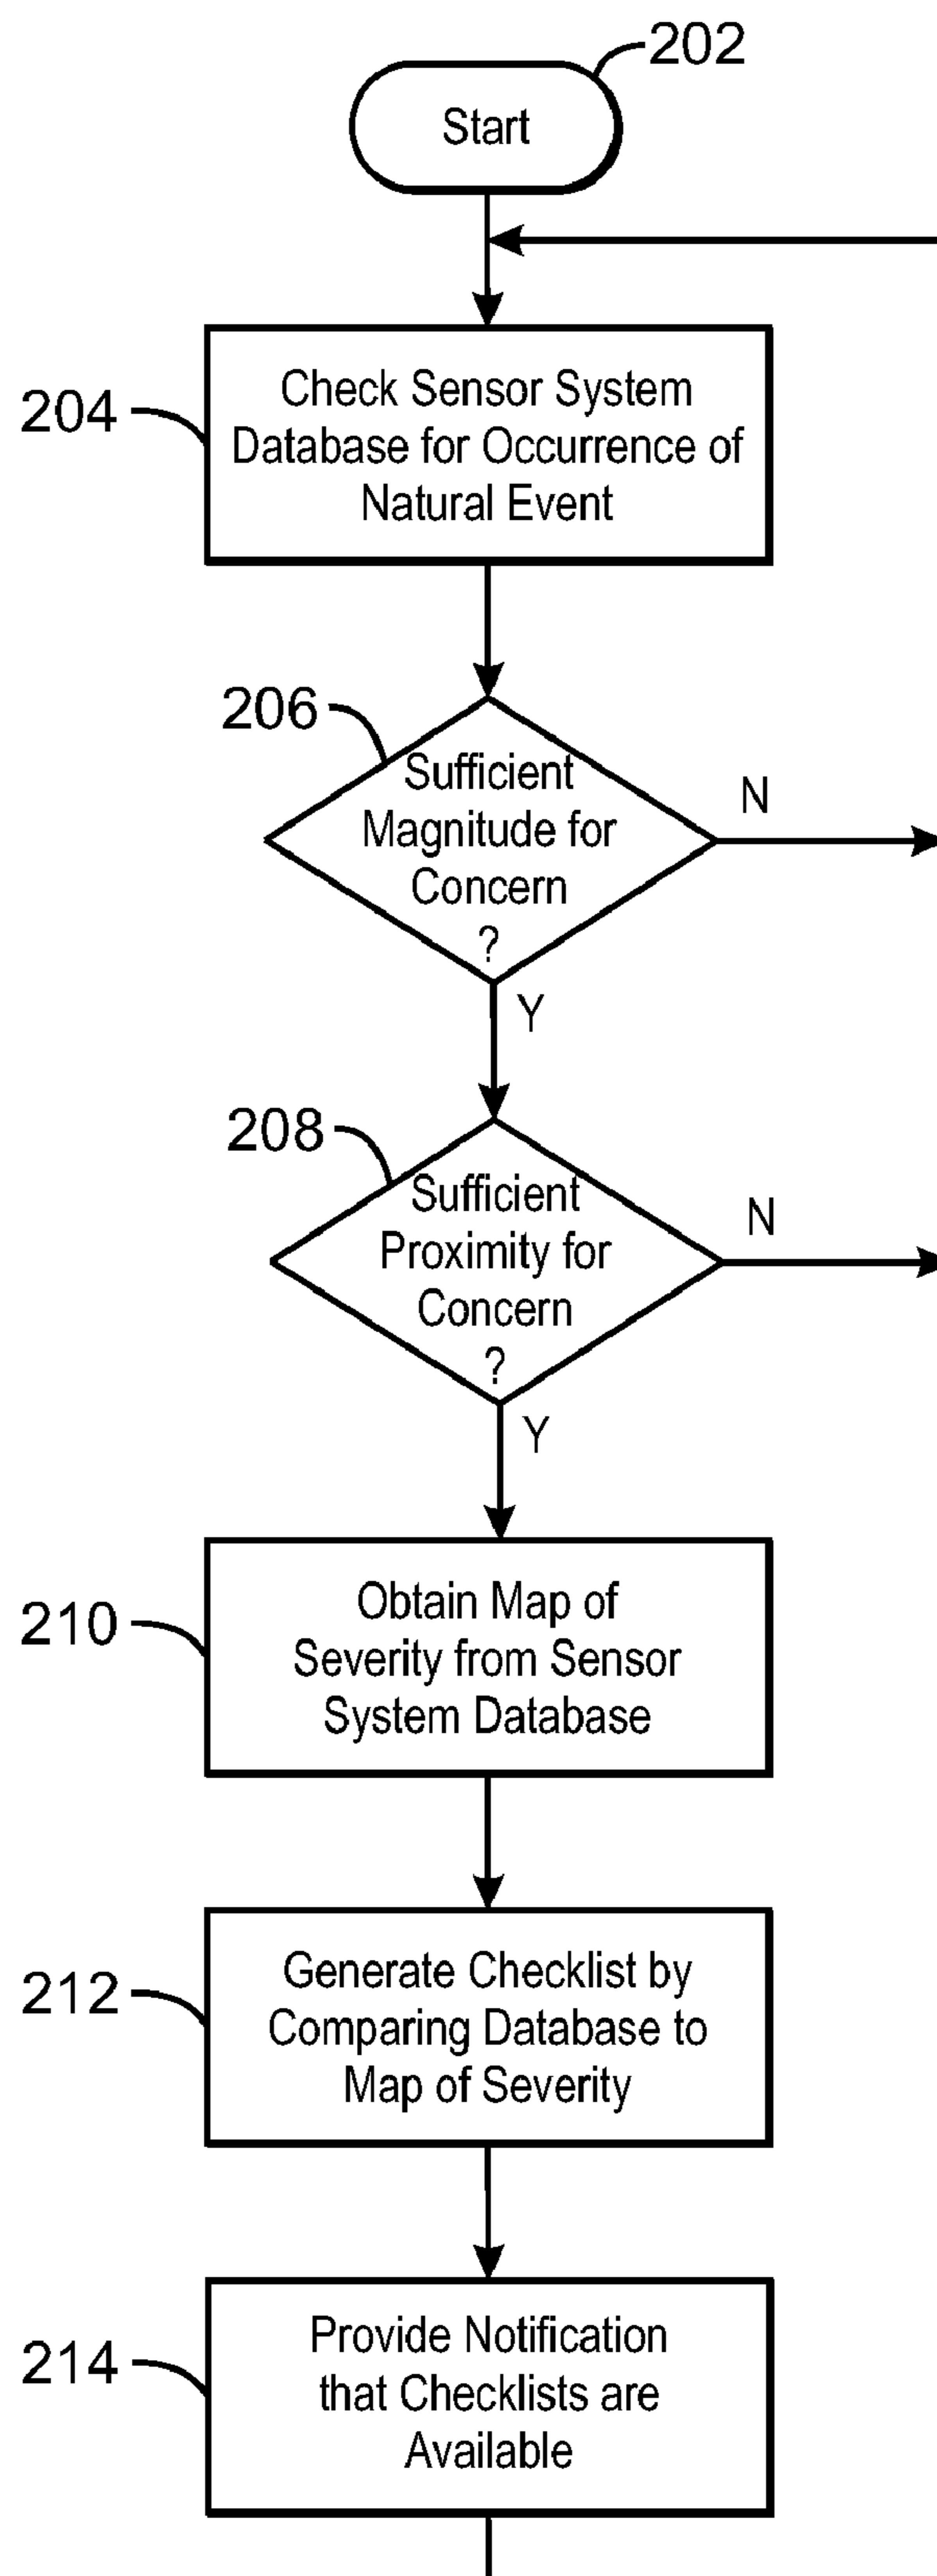 202
Start
204
Check Sensor System
Database for Occurrence of
Natural Event
206
Sufficient
Magnitude for
Concern
?
N
Y
208
Sufficient
Proximity for
Concern
?
N
Y
210
Obtain Map of
Severity from Sensor
System Database
212
Generate Checklist by
Comparing Database to
Map of Severity
214
Provide Notification
that Checklists are
Available